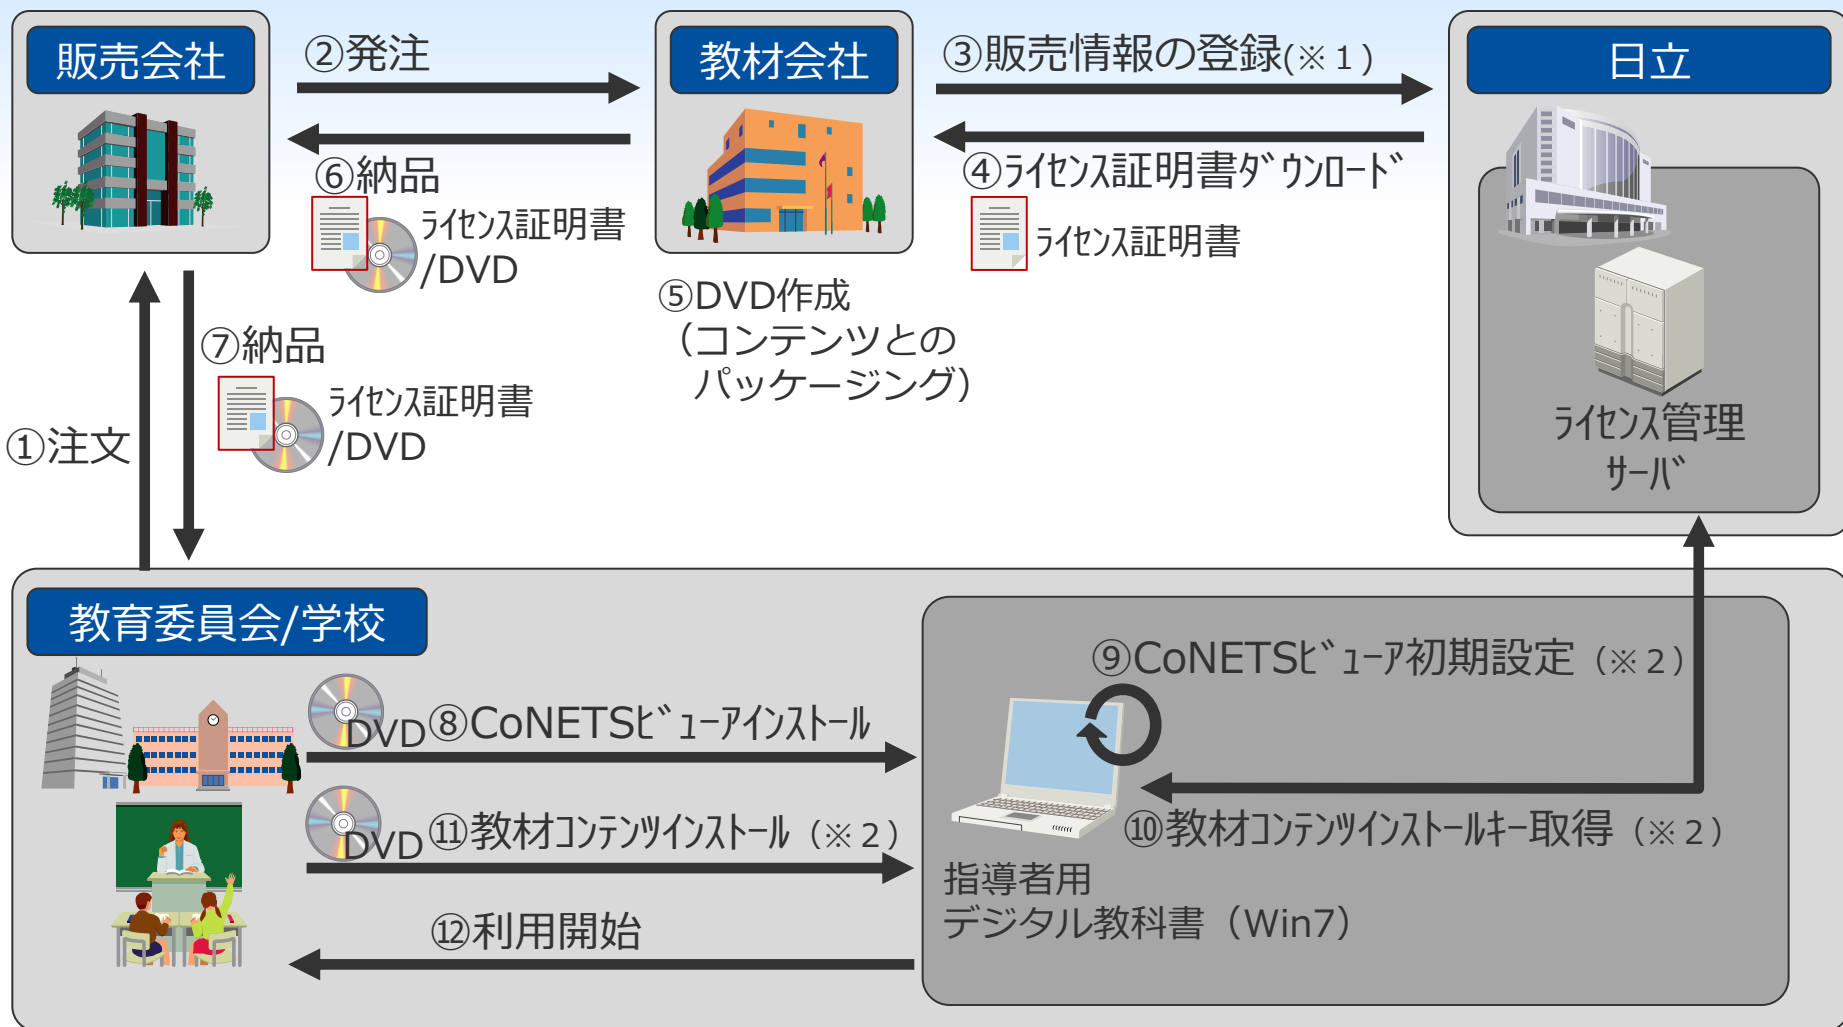 販売会社
②発注
教材会社
③販売情報の登録(※1)
日立
⑥納品
ライセンス証明書
/DVD
④ライセンス証明書ダウンロード
ライセンス証明書
⑤DVD作成
（コンテンツとの
パッケージング）
⑦納品
ライセンス証明書
/DVD
①注文
ライセンス管理
サーバ
教育委員会/学校
⑨CoNETSビューア初期設定（※2）
DVD
⑧CoNETSビューアインストール
DVD
⑪教材コンテンツインストール（※2）
⑩教材コンテンツインストールキー取得（※2）
指導者用
デジタル教科書（Win7）
⑫利用開始